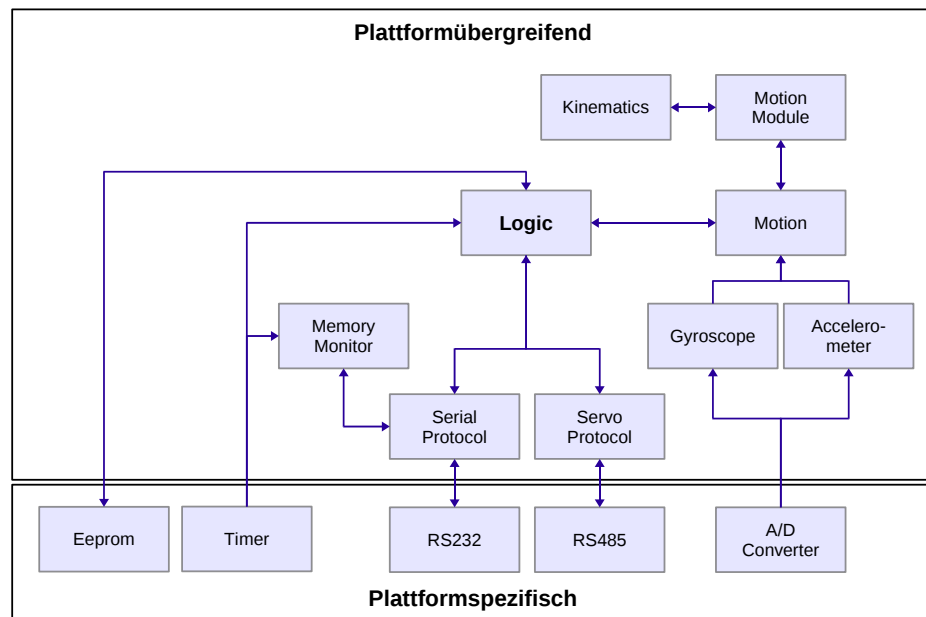 Plattformübergreifend
Kinematics
Motion
Module
Logic
Motion
Memory
Monitor
Gyroscope
Accelero-
meter
Serial
Protocol
Servo
Protocol
Eeprom
Timer
RS232
RS485
A/D
Converter
Plattformspezifisch